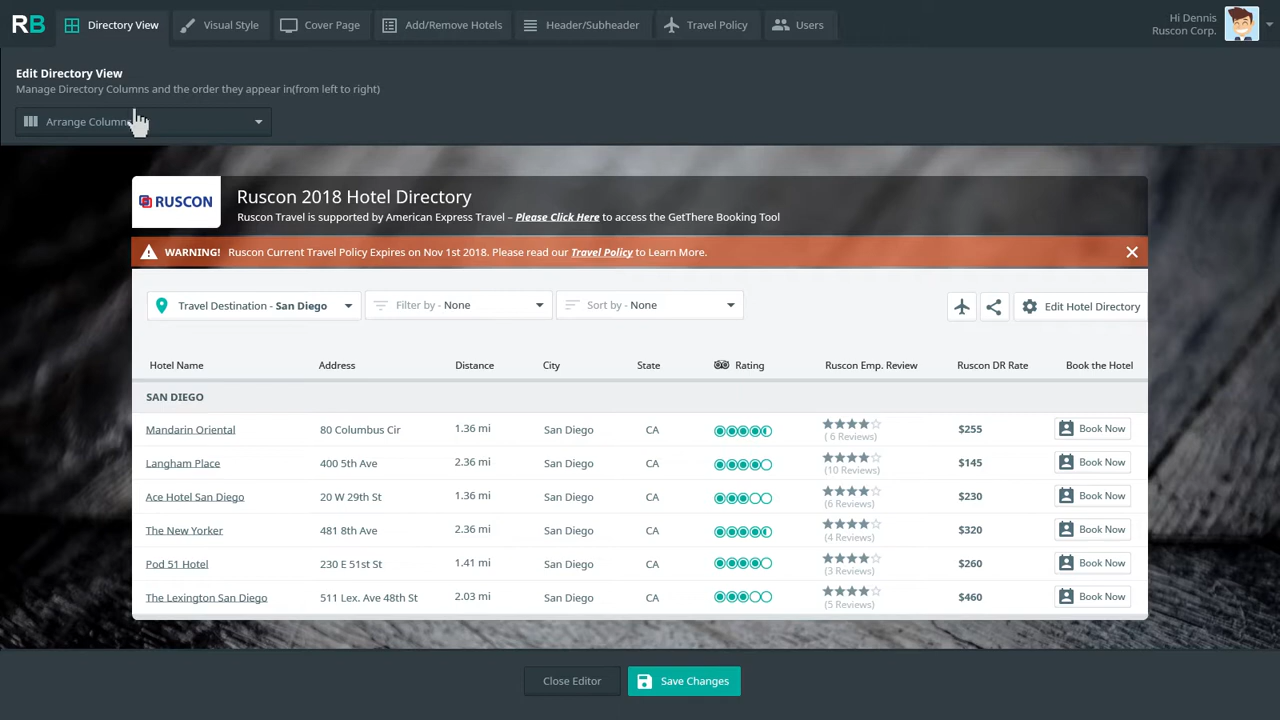 RB Directory View Visual Style Cover Page Add/Remove Hotels Header/Subheader Travel Policy Users
Hi Dennis
Ruscon Corp.
Edit Directory View
Manage Directory Columns and the order they appear in(from left to right)
Arrange Column
RUSCON
Ruscon 2018 Hotel Directory
Ruscon Travel is supported by American Express Travel – Please Click Here to access the GetThere Booking Tool
WARNING! Ruscon Current Travel Policy Expires on Nov 1st 2018. Please read our Travel Policy to Learn More.
Travel Destination - San Diego Filter by - None Sort by - None Edit Hotel Directory
Hotel Name Address Distance City State Rating Ruscon Emp. Review Ruscon DR Rate Book the Hotel
SAN DIEGO
Mandarin Oriental 80 Columbus Cir 1.36 mi San Diego CA ( 6 Reviews) $255 Book Now
Langham Place 400 5th Ave 2.36 mi San Diego CA (10 Reviews) $145 Book Now
Ace Hotel San Diego 20 W 29th St 1.36 mi San Diego CA (6 Reviews) $230 Book Now
The New Yorker 481 8th Ave 2.36 mi San Diego CA (4 Reviews) $320 Book Now
Pod 51 Hotel 230 E 51st St 1.41 mi San Diego CA (3 Reviews) $260 Book Now
The Lexington San Diego 511 Lex. Ave 48th St 2.03 mi San Diego CA (5 Reviews) $460 Book Now
Close Editor Save Changes